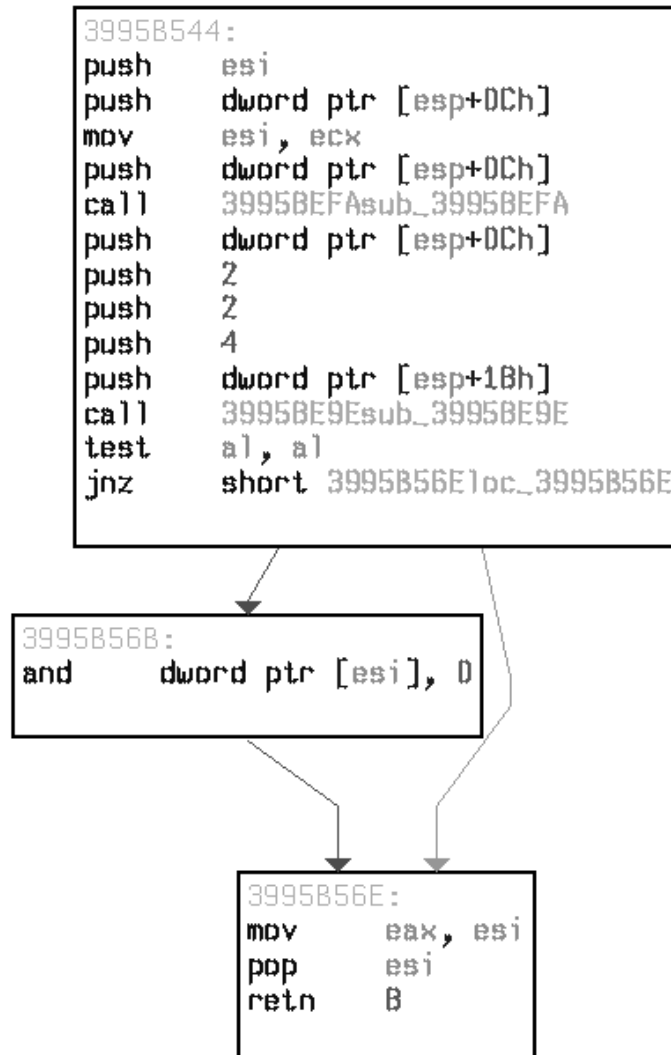 3995B544:
push esi
push dword ptr [esp+0Ch]
mov esi, ecx
push dword ptr [esp+0Ch]
call 3995BEFAsub_3995BEFA
push dword ptr [esp+0Ch]
push 2
push 2
push 4
push dword ptr [esp+18h]
call 3995BE9Esub_3995BE9E
test al, al
jnz short 3995B56Eloc_3995B56E
3995B56B:
and dword ptr [esi], 0
3995B56E:
mov eax, esi
pop esi
retn 8